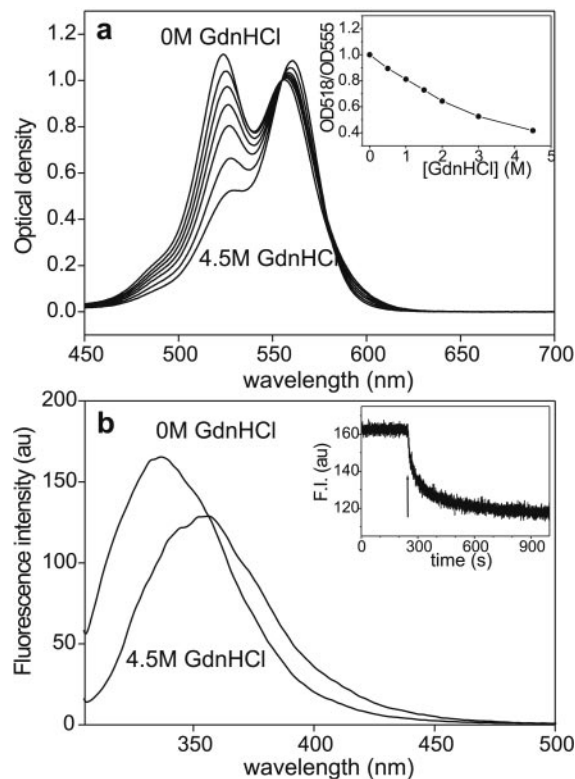 a
0M GdnHCl
4.5M GdnHCl
Optical density
1.2
1.0
0.8
0.6
0.4
0.2
0.0
450 500 550 600 650 700
wavelength (nm)
OD518/OD555
1.2
1.0
0.8
0.6
0.4
0 1 2 3 4 5
[GdnHCl] (M)
b
0M GdnHCl
4.5M GdnHCl
Fluorescence intensity (au)
200
150
100
50
0
350 400 450 500
wavelength (nm)
F.I. (au)
160
140
120
0 300 600 900
time (s)